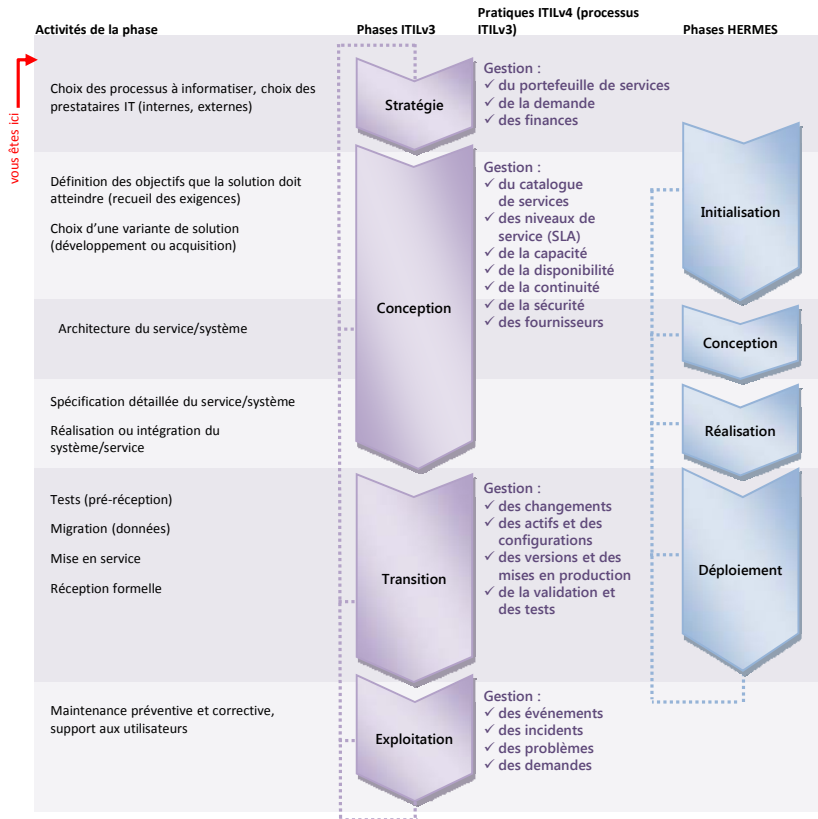 Activités de la phase
Phases ITILv3
Pratiques ITILv4 (processus
ITILv3)
Phases HERMES
vous êtes ici
Choix des processus à informatiser, choix des
prestataires IT (internes, externes)
Stratégie
Gestion :
✓ du portefeuille de services
✓ de la demande
✓ des finances
Définition des objectifs que la solution doit
atteindre (recueil des exigences)
Choix d'une variante de solution
(développement ou acquisition)
Architecture du service/système
Spécification détaillée du service/système
Réalisation ou intégration du
système/service
Conception
Gestion :
✓ du catalogue
de services
✓ des niveaux de
service (SLA)
✓ de la capacité
✓ de la disponibilité
✓ de la continuité
✓ de la sécurité
✓ des fournisseurs
Initialisation
Conception
Réalisation
Tests (pré-réception)
Migration (données)
Mise en service
Réception formelle
Transition
Gestion :
✓ des changements
✓ des actifs et des
configurations
✓ des versions et des
mises en production
✓ de la validation et
des tests
Déploiement
Maintenance préventive et corrective,
support aux utilisateurs
Exploitation
Gestion :
✓ des événements
✓ des incidents
✓ des problèmes
✓ des demandes